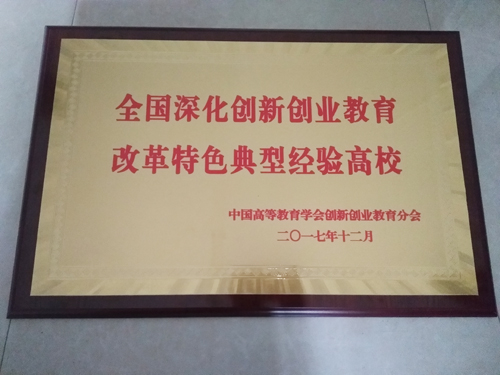 全国深化创新创业教育
改革特色典型经验高校
中国高等教育学会创新创业教育分会
二〇一七年十二月